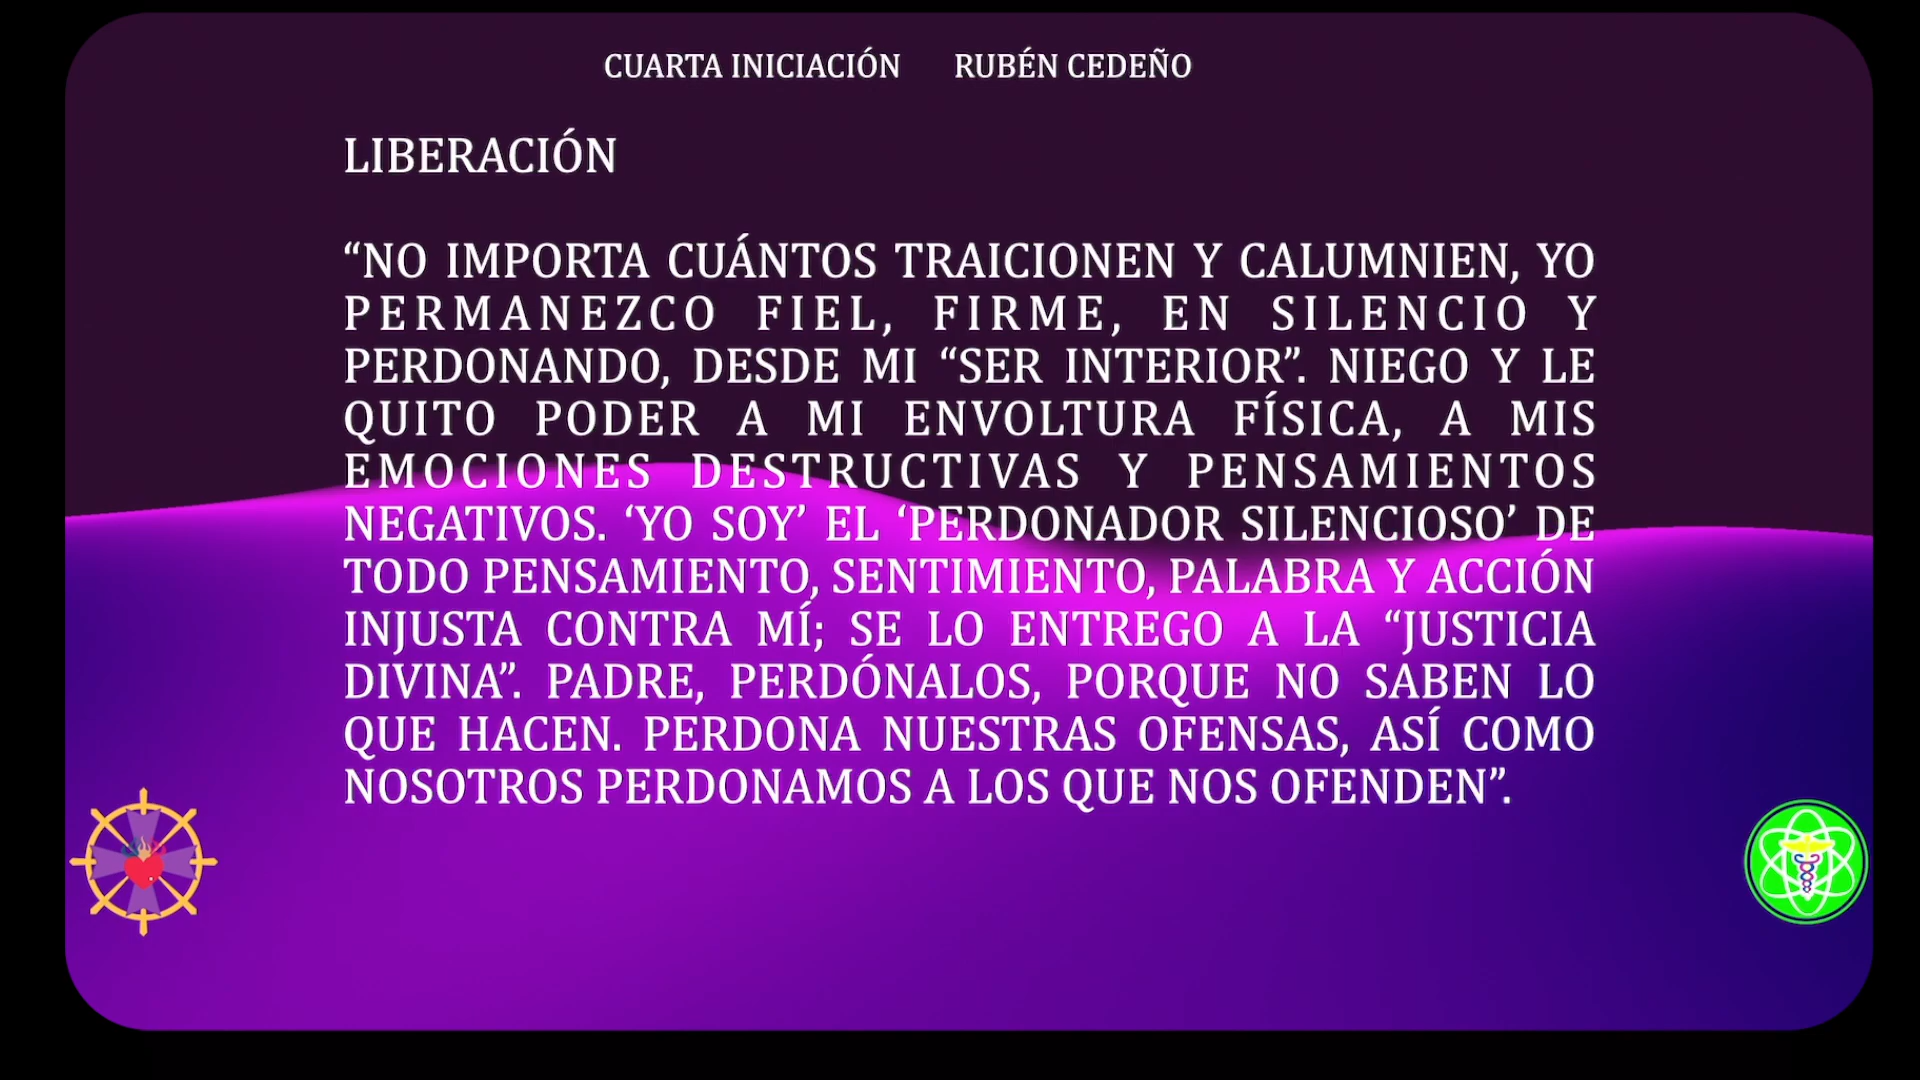 CUARTA INICIACIÓN RUBÉN CEDEÑO
LIBERACIÓN
“NO IMPORTA CUÁNTOS TRAICIONEN Y CALUMNIEN, YO
PERMANEZCO FIEL, FIRME, EN SILENCIO Y
PERDONANDO, DESDE MI “SER INTERIOR”. NIEGO Y LE
QUITO PODER A MI ENVOLTURA FÍSICA, A MIS
EMOCIONES DESTRUCTIVAS Y PENSAMIENTOS
NEGATIVOS. ‘YO SOY’ EL ‘PERDONADOR SILENCIOSO’ DE
TODO PENSAMIENTO, SENTIMIENTO, PALABRA Y ACCIÓN
INJUSTA CONTRA MÍ; SE LO ENTREGO A LA “JUSTICIA
DIVINA”. PADRE, PERDÓNALOS, PORQUE NO SABEN LO
QUE HACEN. PERDONA NUESTRAS OFENSAS, ASÍ COMO
NOSOTROS PERDONAMOS A LOS QUE NOS OFENDEN”.